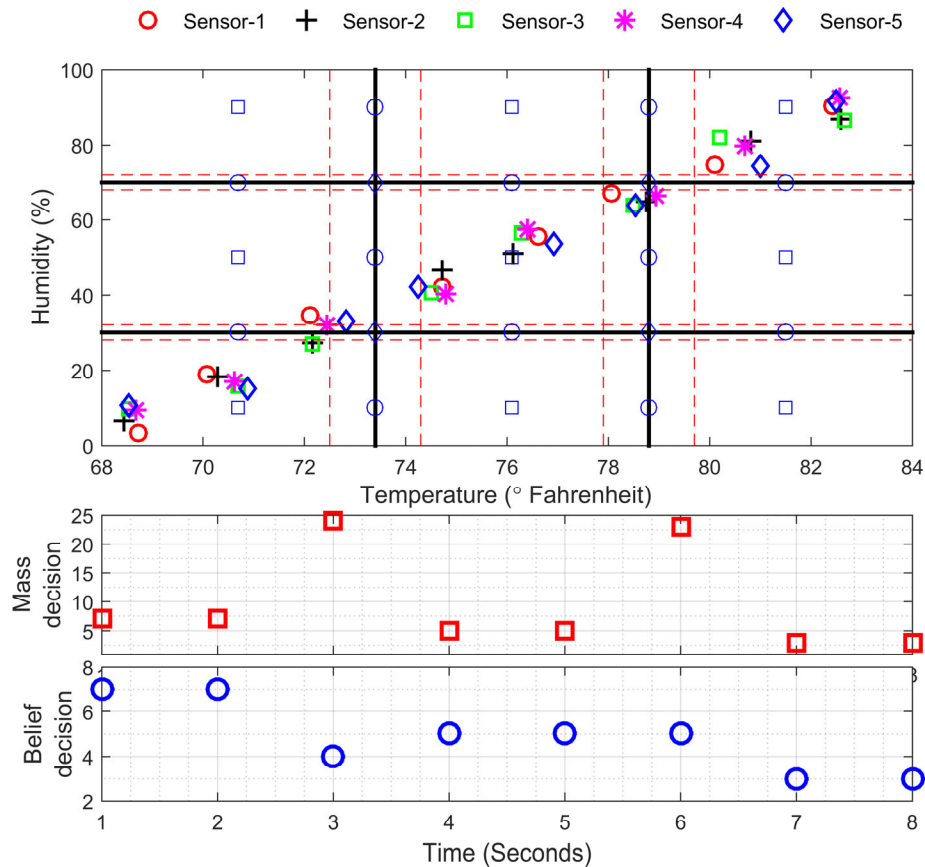 Sensor-1 Sensor-2 Sensor-3 Sensor-4 Sensor-5
100
80
60
40
20
0
Humidity (%)
68 70 72 74 76 78 80 82 84
Temperature (° Fahrenheit)
25
20
15
10
5
Mass
decision
8
6
4
2
Belief
decision
8
1 2 3 4 5 6 7 8
Time (Seconds)